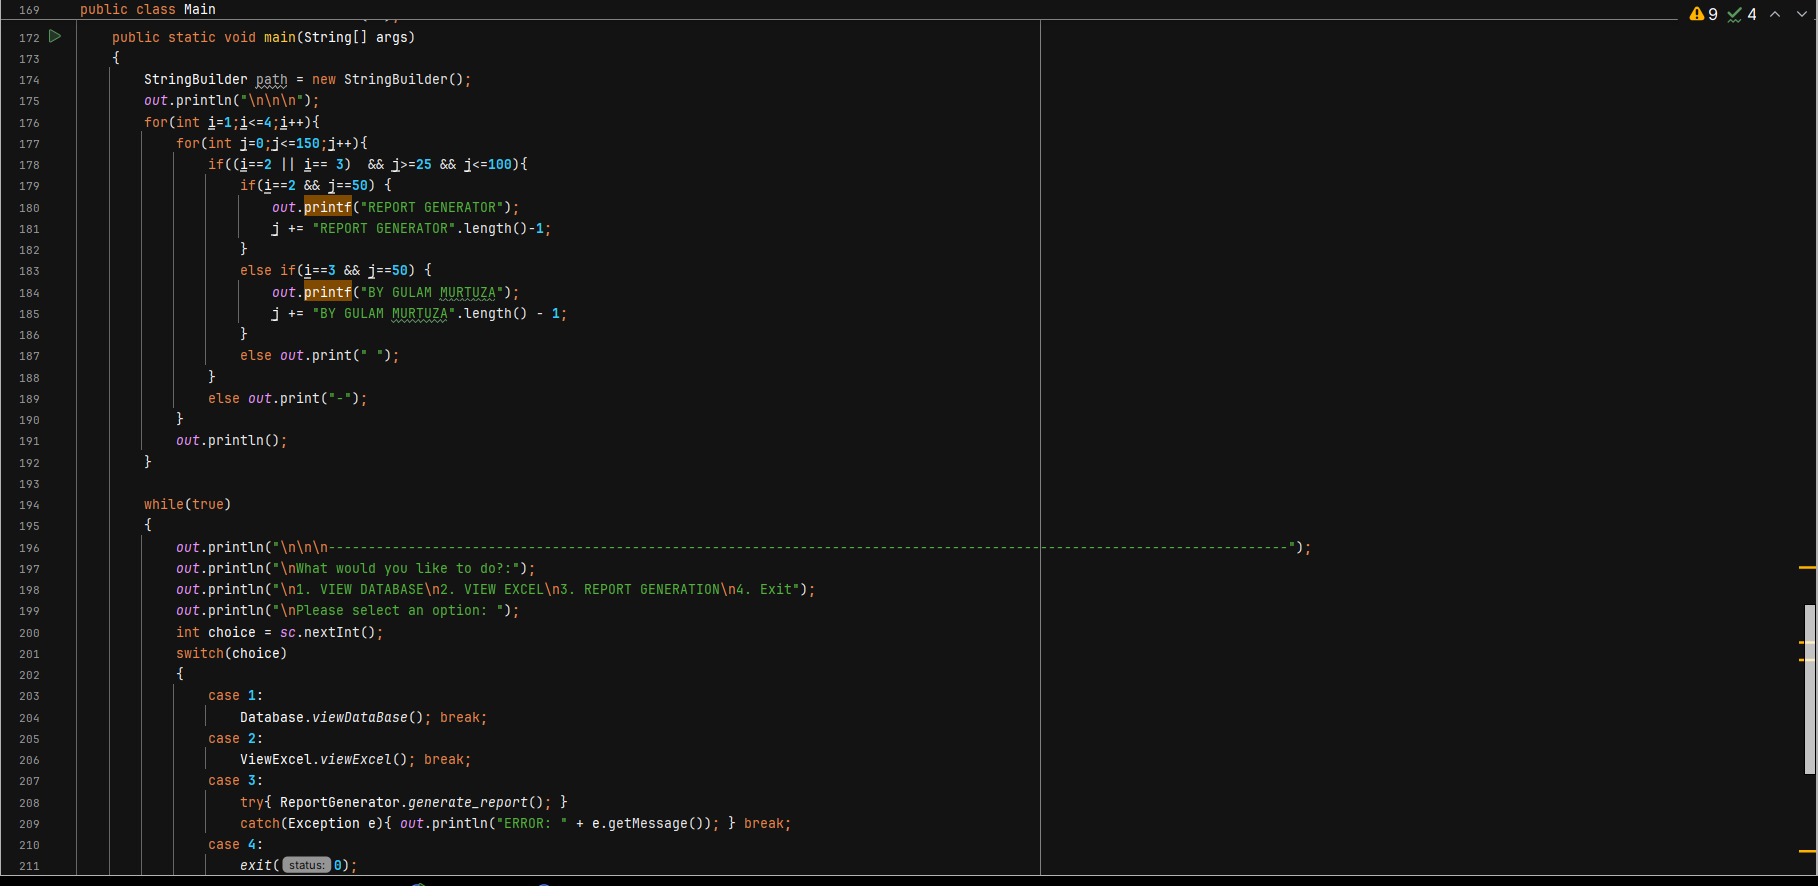 169 public class Main
9 4
172 public static void main(String[] args)
173 {
174 StringBuilder path = new StringBuilder();
175 out.println("\n\n\n");
176 for(int i=1;i<=4;i++){
177 for(int j=0;j<=150;j++){
178 if((i==2 || i== 3)  && j>=25 && j<=100){
179 if(i==2 && j==50) {
180 out.printf("REPORT GENERATOR");
181 j += "REPORT GENERATOR".length()-1;
182 }
183 else if(i==3 && j==50) {
184 out.printf("BY GULAM MURTUZA");
185 j += "BY GULAM MURTUZA".length() - 1;
186 }
187 else out.print(" ");
188 }
189 else out.print("-");
190 }
191 out.println();
192 }
193
194 while(true)
195 {
196 out.println("\n\n\n------------------------------------------------------------------------------------------------------------------------");
197 out.println("\nWhat would you like to do?:");
198 out.println("\n1. VIEW DATABASE\n2. VIEW EXCEL\n3. REPORT GENERATION\n4. Exit");
199 out.println("\nPlease select an option: ");
200 int choice = sc.nextInt();
201 switch(choice)
202 {
203 case 1:
204 Database.viewDataBase(); break;
205 case 2:
206 ViewExcel.viewExcel(); break;
207 case 3:
208 try{ ReportGenerator.generate_report(); }
209 catch(Exception e){ out.println("ERROR: " + e.getMessage()); } break;
210 case 4:
211 exit( status: 0);